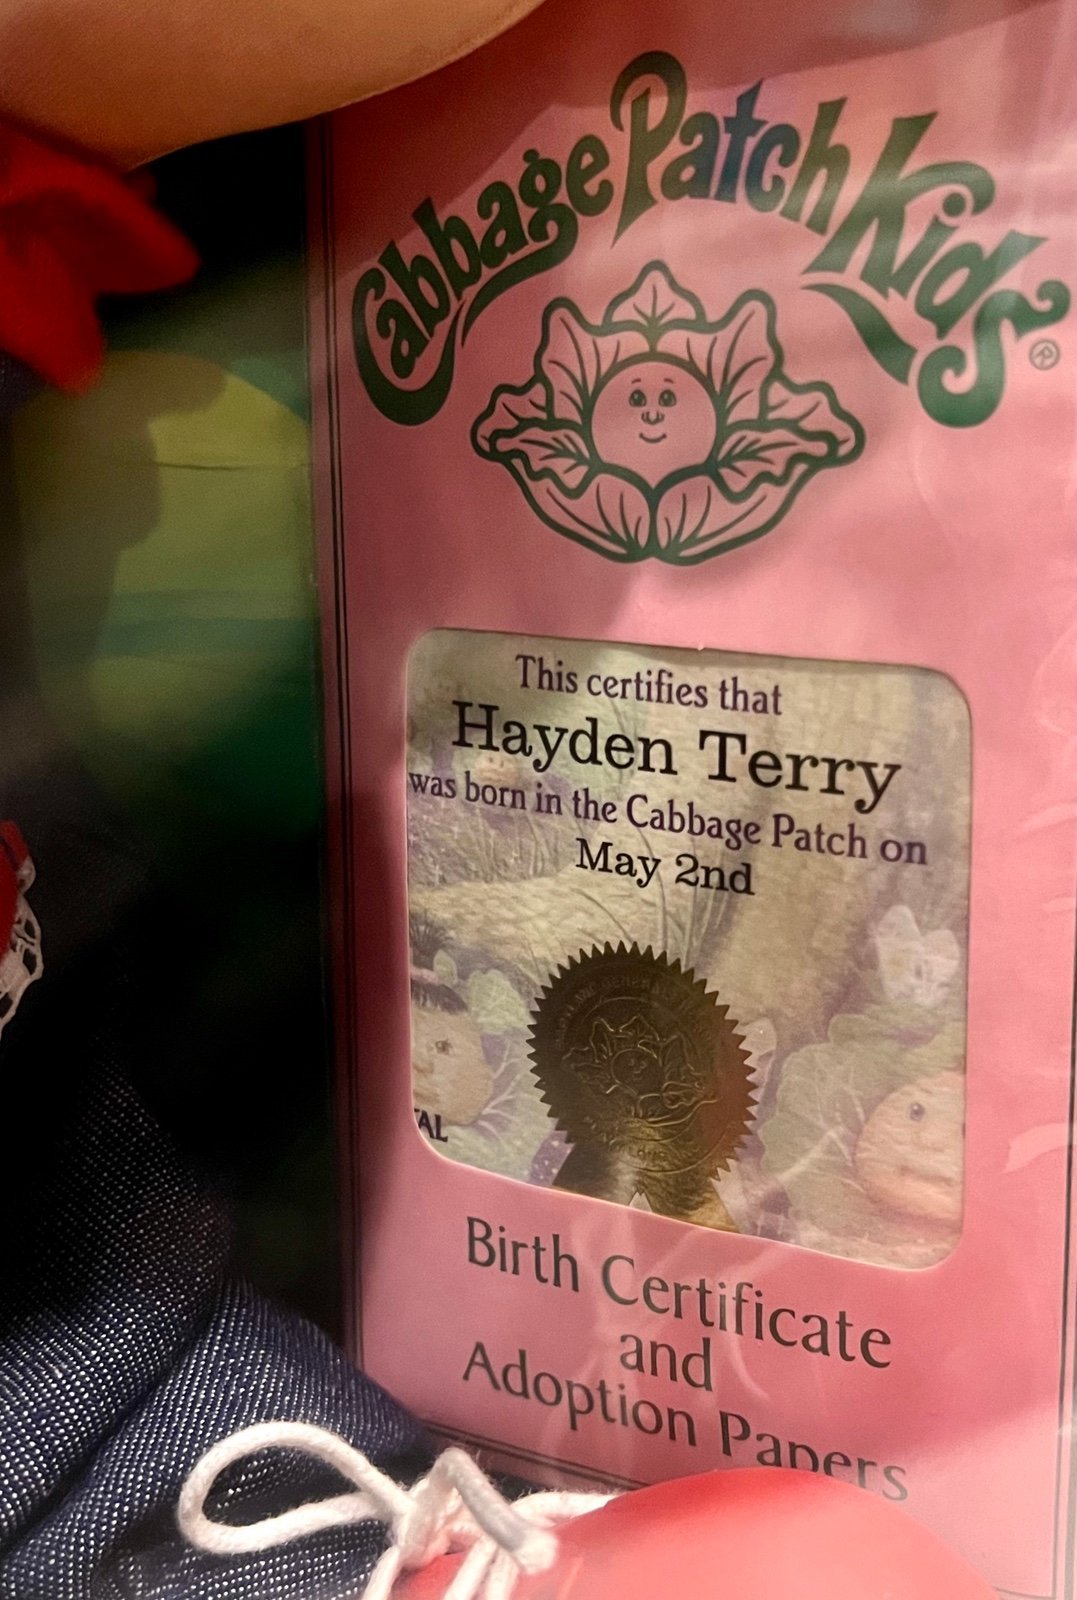 Cabbage Patch Kids®
This certifies that
Hayden Terry
was born in the Cabbage Patch on
May 2nd
AL
Birth Certificate
and
Adoption Papers